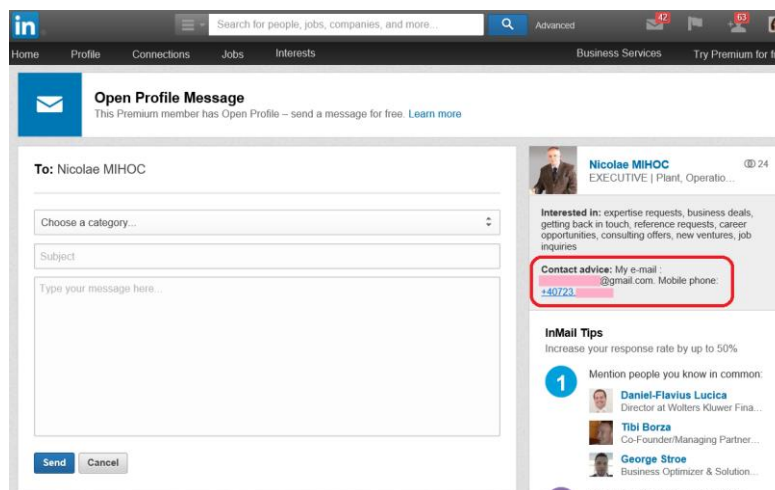 in
Search for people, jobs, companies, and more...
Advanced
42
63
Home Profile Connections Jobs Interests
Business Services Try Premium for
Open Profile Message
This Premium member has Open Profile – send a message for free. Learn more
To: Nicolae MIHOC
Choose a category...
Subject
Type your message here...
Send Cancel
Nicolae MIHOC
24
EXECUTIVE | Plant, Operatio...
Interested in: expertise requests, business deals,
getting back in touch, reference requests, career
opportunities, consulting offers, new ventures, job
inquiries
Contact advice: My e-mail :
@gmail.com. Mobile phone:
+40723.
InMail Tips
Increase your response rate by up to 50%
1
Mention people you know in common:
Daniel-Flavius Lucica
Director at Wolters Kluwer Fina...
Tibi Borza
Co-Founder/Managing Partner...
George Stroe
Business Optimizer & Solution...